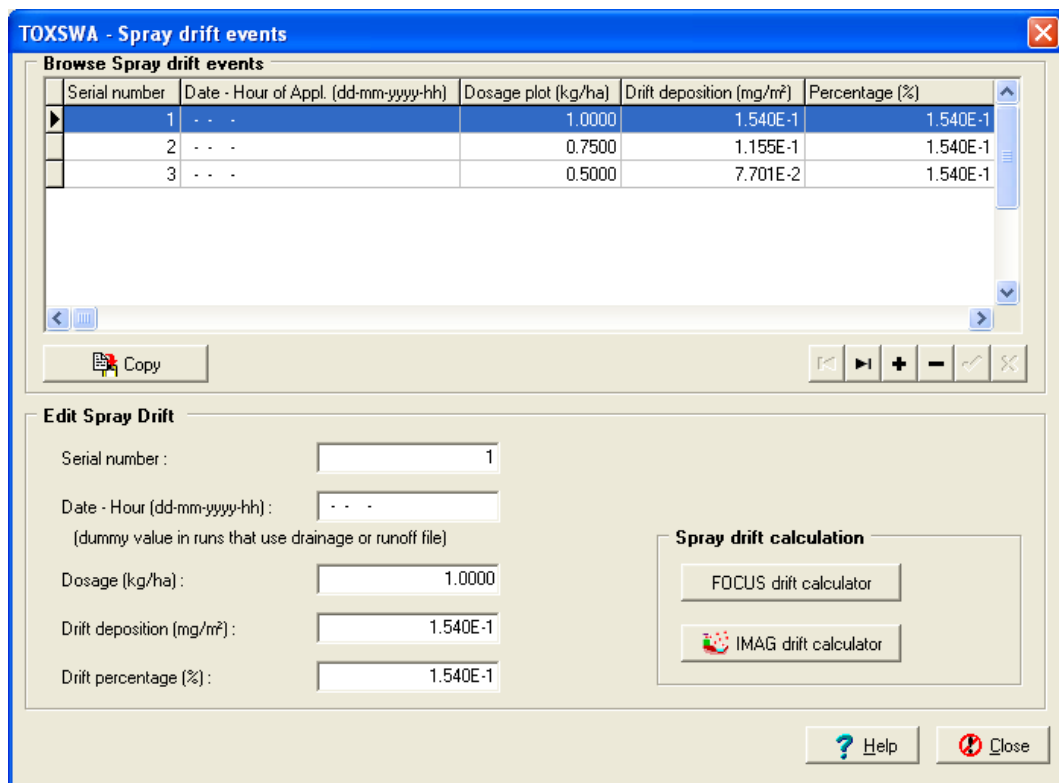 TOXSWA - Spray drift events
Browse Spray drift events
Serial number Date - Hour of Appl. (dd-mm-yyyy-hh) Dosage plot (kg/ha) Drift deposition (mg/m²) Percentage (%)
1 - - - 1.0000 1.540E-1 1.540E-1
2 - - - 0.7500 1.155E-1 1.540E-1
3 - - - 0.5000 7.701E-2 1.540E-1
Copy
Edit Spray Drift
Serial number : 1
Date - Hour (dd-mm-yyyy-hh) : - - -
(dummy value in runs that use drainage or runoff file)
Dosage (kg/ha) : 1.0000
Drift deposition (mg/m²) : 1.540E-1
Drift percentage (%) : 1.540E-1
Spray drift calculation
FOCUS drift calculator
IMAG drift calculator
Help
Close